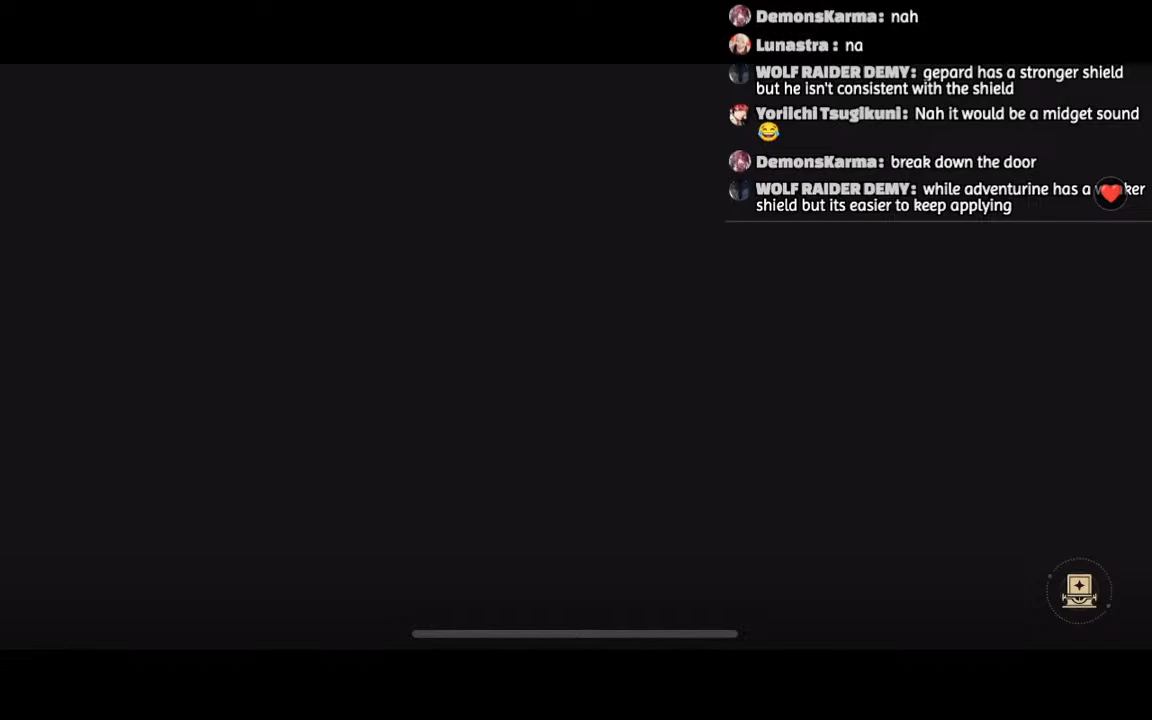 DemonsKarma: nah
Lunastra : na
WOLF RAIDER DEMY: gepard has a stronger shield
but he isn't consistent with the shield
Yoriichi Tsugikuni: Nah it would be a midget sound
😂
DemonsKarma: break down the door
WOLF RAIDER DEMY: while adventurine has a
shield but its easier to keep applying